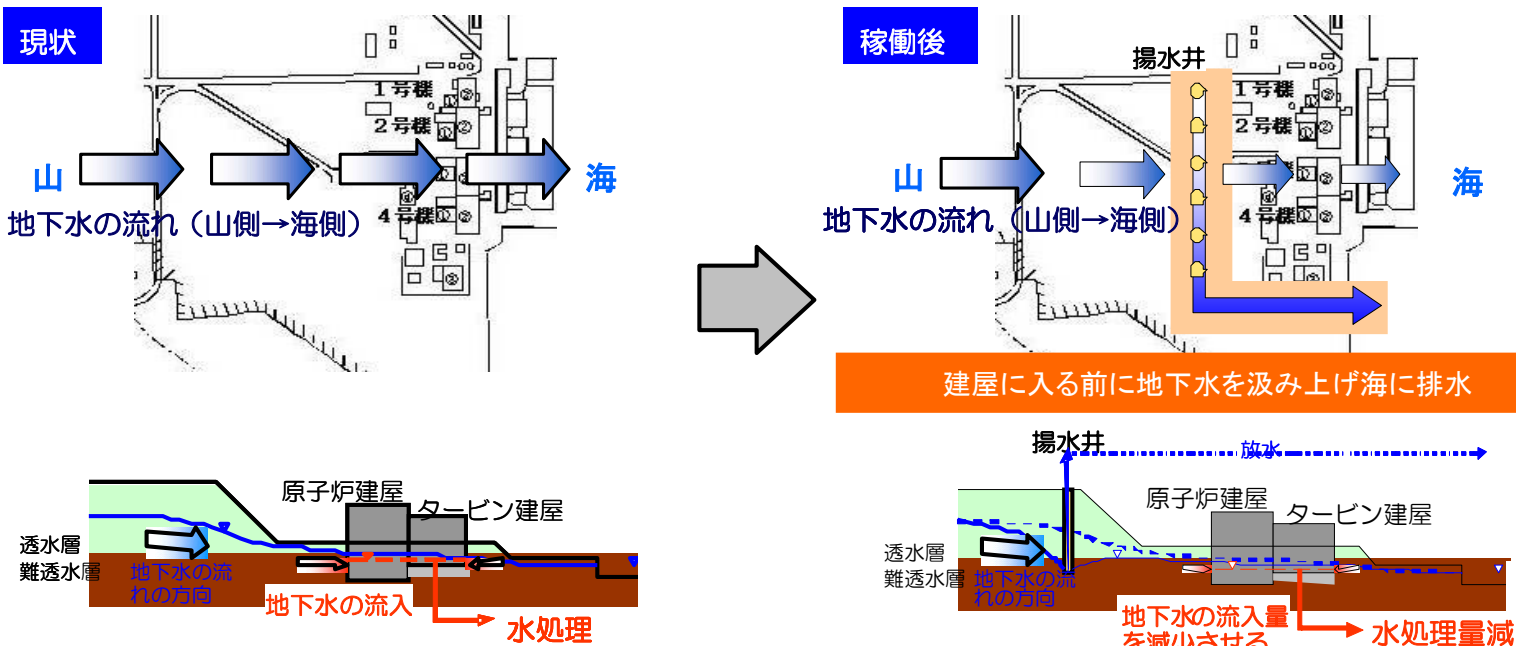 現状
1号機
2号機
4号機
山
海
地下水の流れ（山側→海側）
原子炉建屋
タービン建屋
透水層
難透水層
地下水の流
れの方向
地下水の流入
水処理
稼働後
揚水井
1号機
2号機
4号機
山
海
地下水の流れ（山側→海側）
建屋に入る前に地下水を汲み上げ海に排水
揚水井
放水
原子炉建屋
タービン建屋
透水層
難透水層
地下水の流
れの方向
地下水の流入量
を減少させる
水処理量減